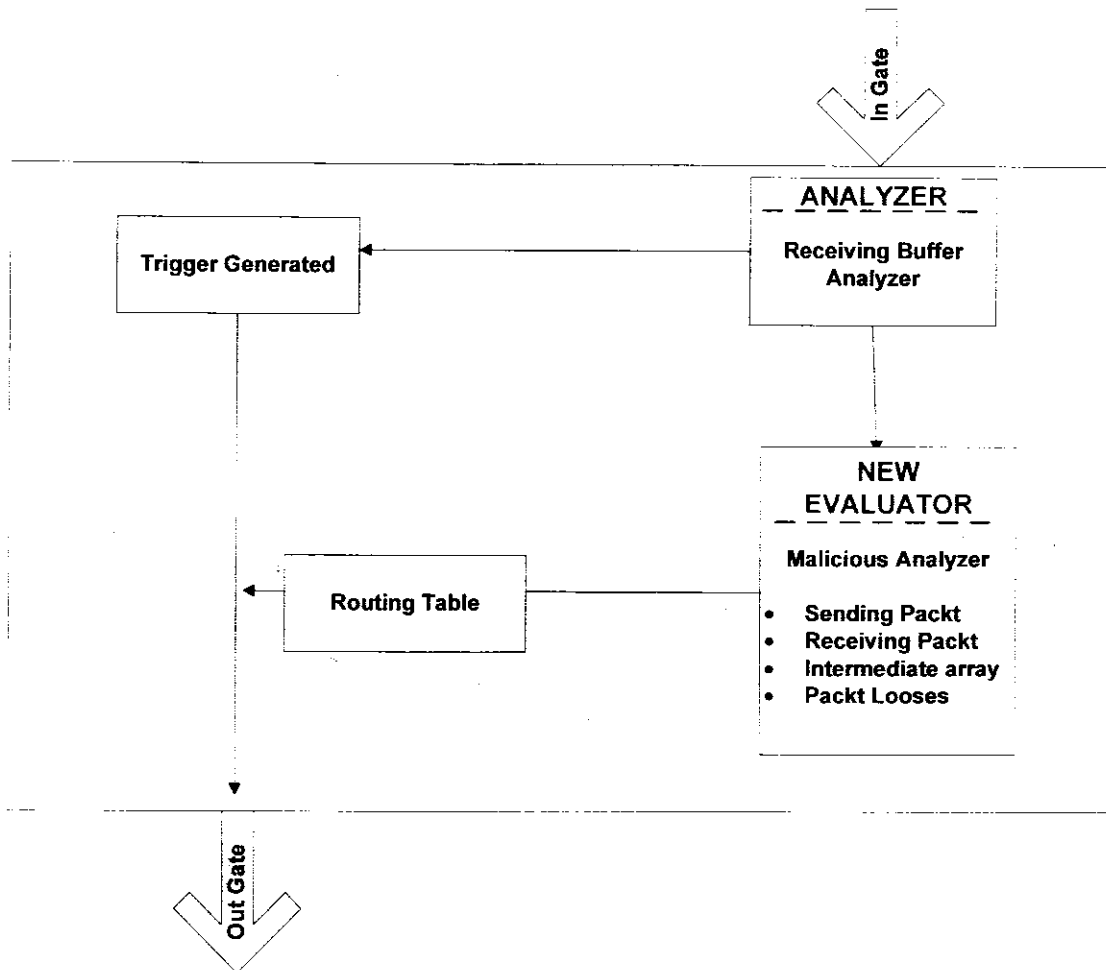 In Gate
ANALYZER
Receiving Buffer
Analyzer
Trigger Generated
NEW
EVALUATOR
Malicious Analyzer
• Sending Packt
• Receiving Packt
• Intermediate array
• Packt Looses
Routing Table
Out Gate